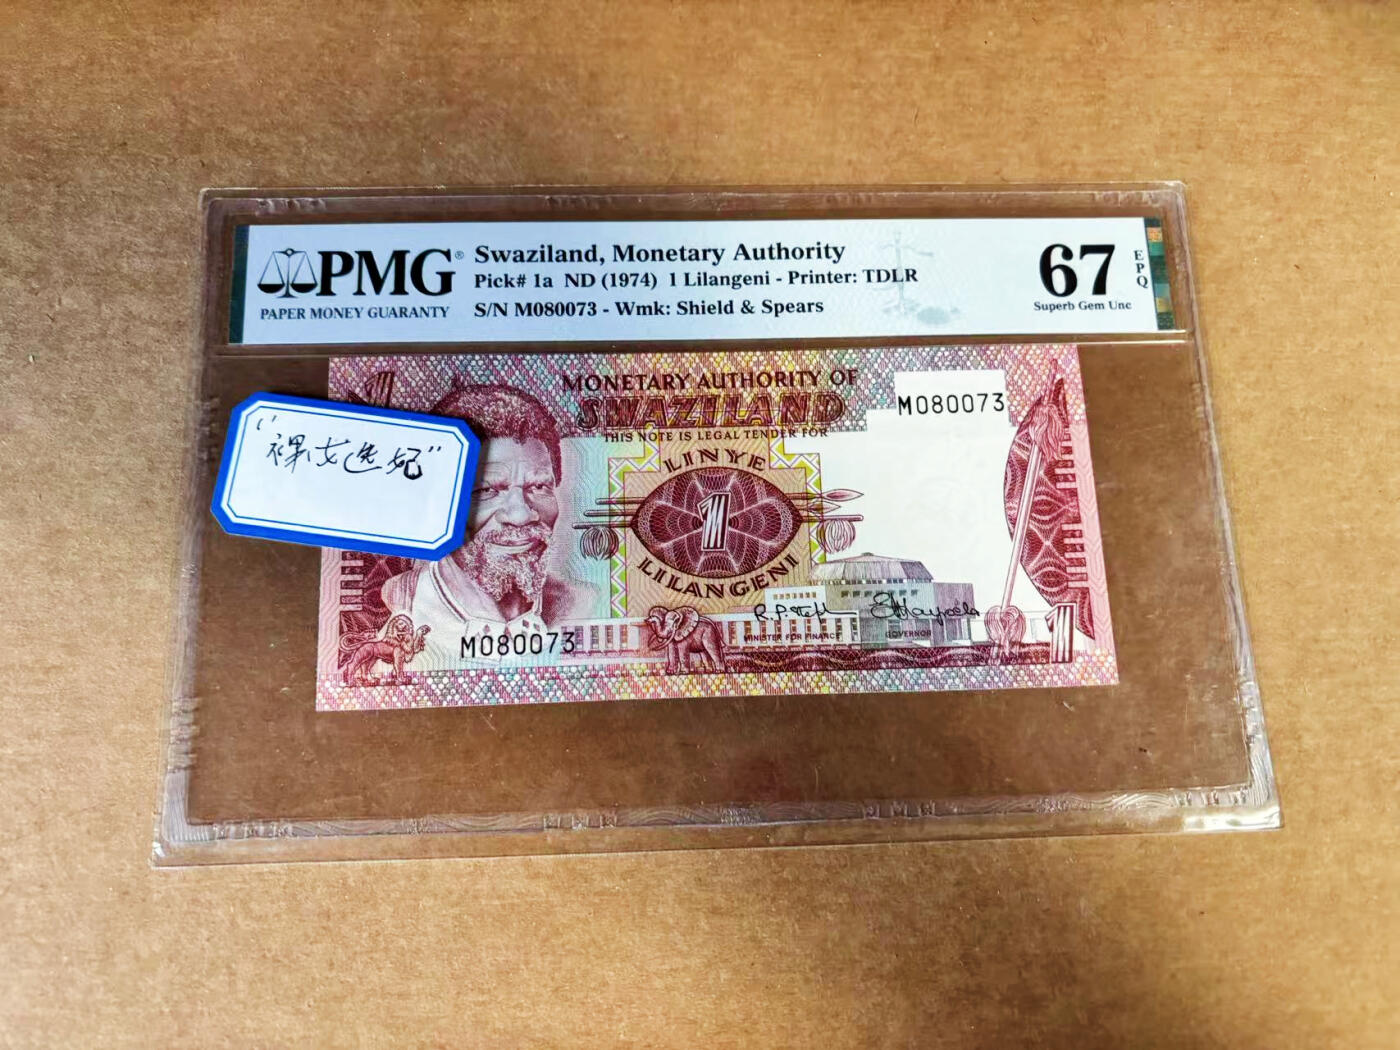 PMG®
PAPER MONEY GUARANTY
Swaziland, Monetary Authority
Pick# 1a ND (1974) 1 Lilangeni - Printer: TDLR
S/N M080073 - Wmk: Shield & Spears
67
EPQ
Superb Gem Unc
"裸女选妃"
1
MONETARY AUTHORITY OF
SWAZILAND
THIS NOTE IS LEGAL TENDER FOR
M080073
LINYE
1
LILANGENI
MINISTER FOR FINANCE
GOVERNOR
M080073
1